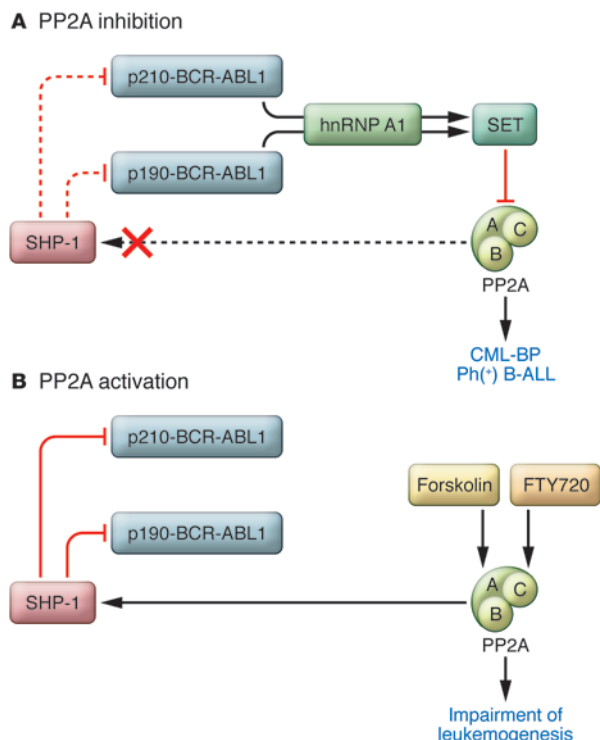 A PP2A inhibition
p210-BCR-ABL1
hnRNP A1
SET
p190-BCR-ABL1
SHP-1
A
C
B
PP2A
CML-BP
Ph(+) B-ALL
B PP2A activation
p210-BCR-ABL1
Forskolin
FTY720
p190-BCR-ABL1
A
C
B
SHP-1
PP2A
Impairment of
leukemogenesis